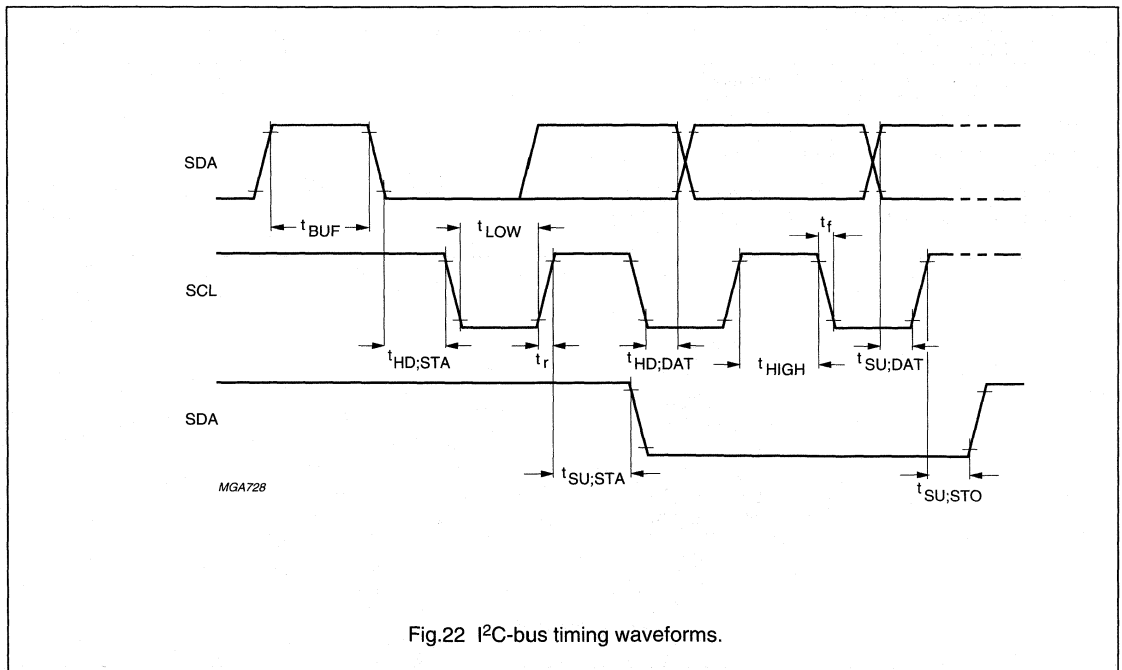 SDA
t BUF
t LOW
t f
SCL
t HD;STA
t r
t HD;DAT
t HIGH
t SU;DAT
SDA
t SU;STA
t SU;STO
MGA728
Fig.22 I²C-bus timing waveforms.